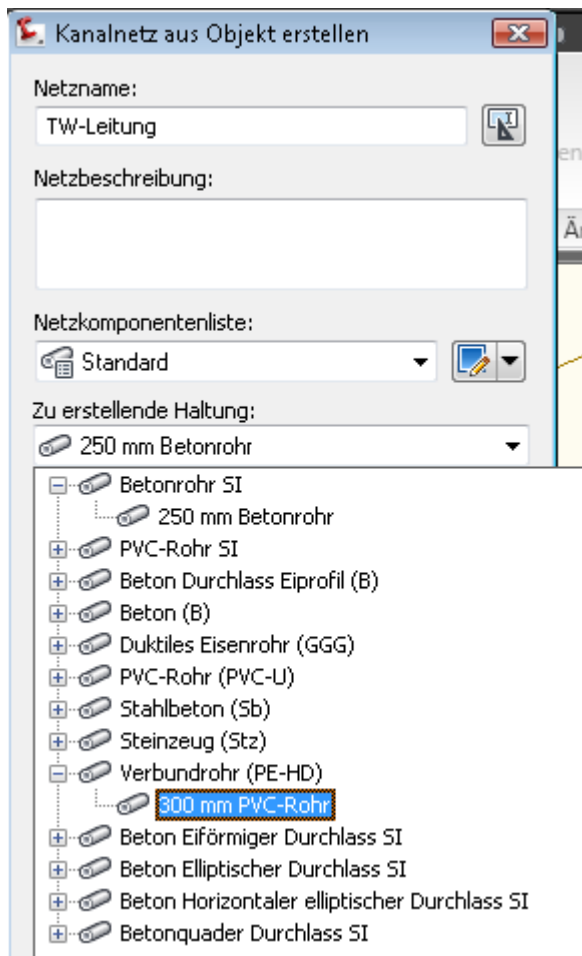 Kanalnetz aus Objekt erstellen
Netzname:
TW-Leitung
Netzbeschreibung:
Netzkomponentenliste:
Standard
Zu erstellende Haltung:
250 mm Betonrohr
Betonrohr SI
250 mm Betonrohr
PVC-Rohr SI
Beton Durchlass Eiprofil (B)
Beton (B)
Duktiles Eisenrohr (GGG)
PVC-Rohr (PVC-U)
Stahlbeton (Sb)
Steinzeug (Stz)
Verbundrohr (PE-HD)
300 mm PVC-Rohr
Beton Eiförmiger Durchlass SI
Beton Elliptischer Durchlass SI
Beton Horizontaler elliptischer Durchlass SI
Betonquader Durchlass SI